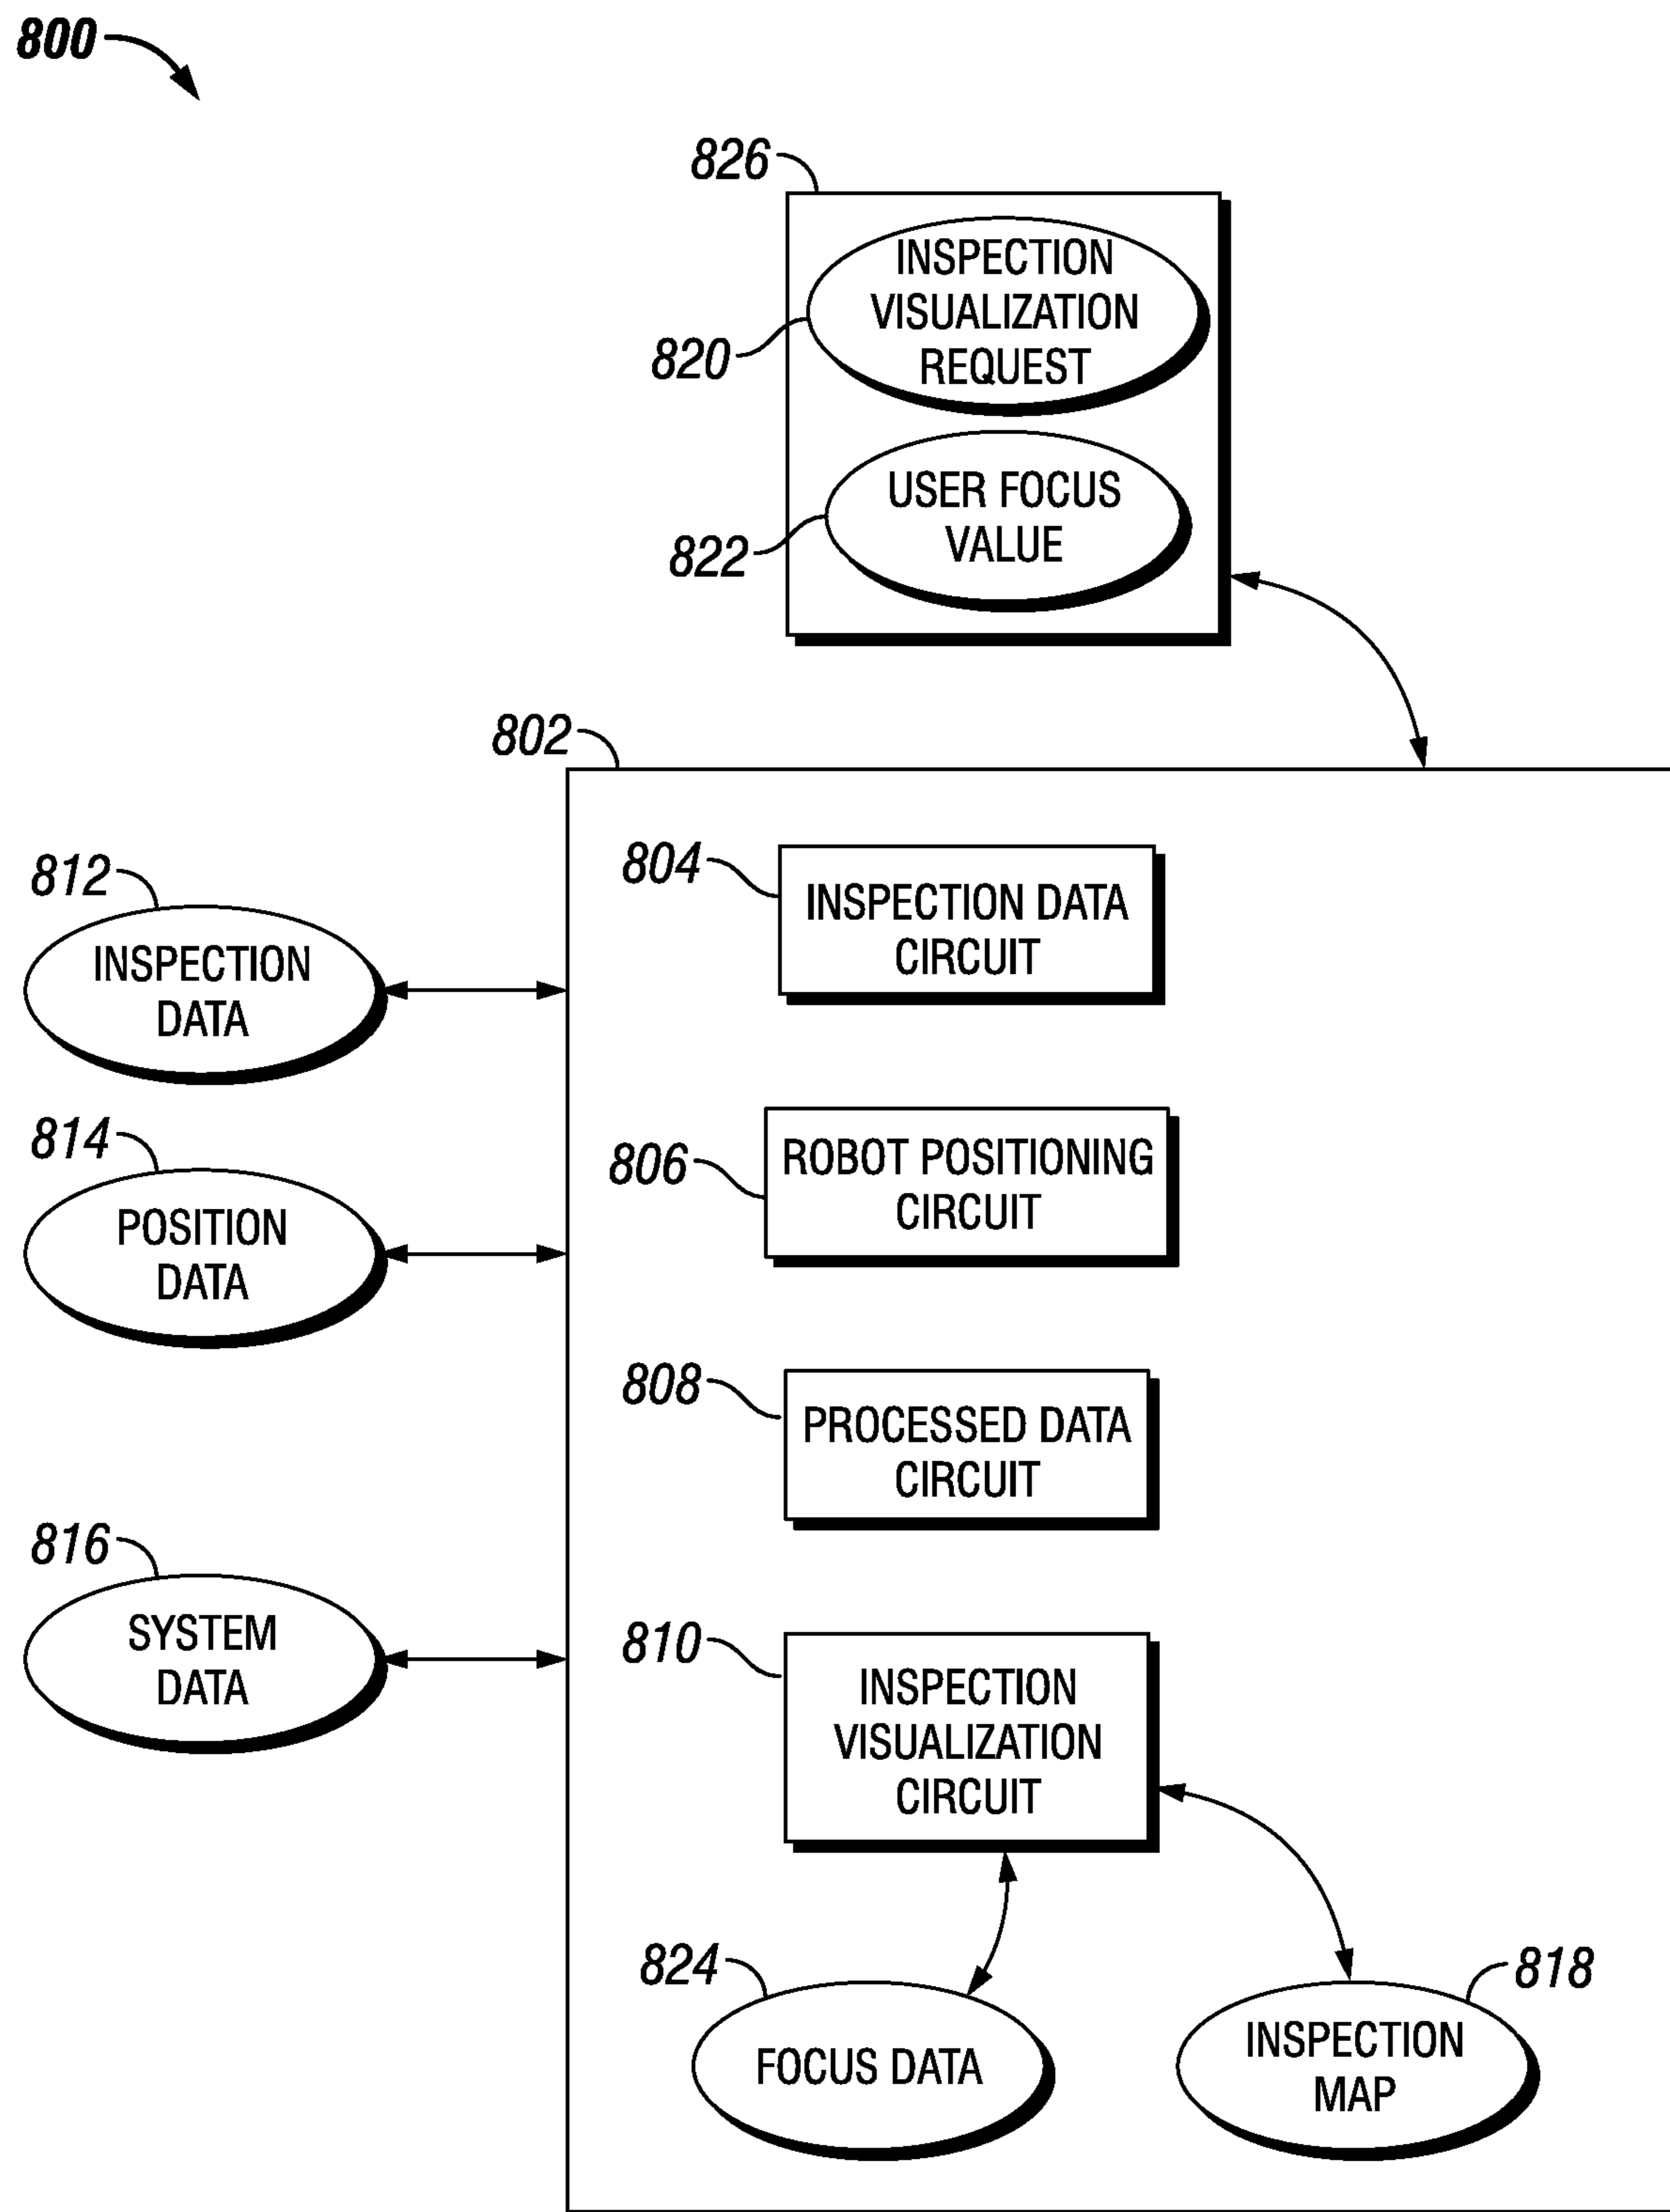 800
826
INSPECTION
VISUALIZATION
REQUEST
820
USER FOCUS
VALUE
822
802
804
INSPECTION DATA
CIRCUIT
812
INSPECTION
DATA
806
ROBOT POSITIONING
CIRCUIT
814
POSITION
DATA
808
PROCESSED DATA
CIRCUIT
816
SYSTEM
DATA
810
INSPECTION
VISUALIZATION
CIRCUIT
824
FOCUS DATA
818
INSPECTION
MAP